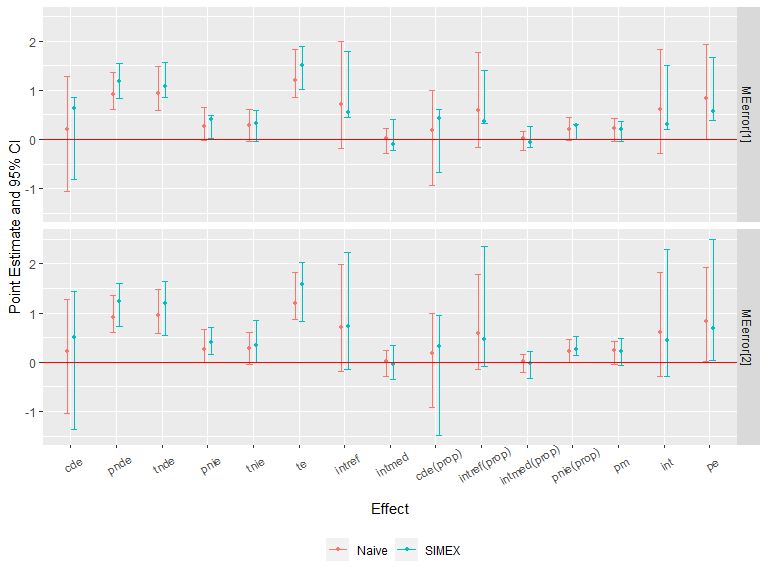 2
1
0
-1
MEerror[1]
2
1
0
-1
MEerror[2]
Point Estimate and 95% CI
cde
pnde
tnde
pnie
tnie
te
intref
intmed
cde(prop)
intref(prop)
intmed(prop)
pnie(prop)
pm
int
pe
Effect
Naive
SIMEX